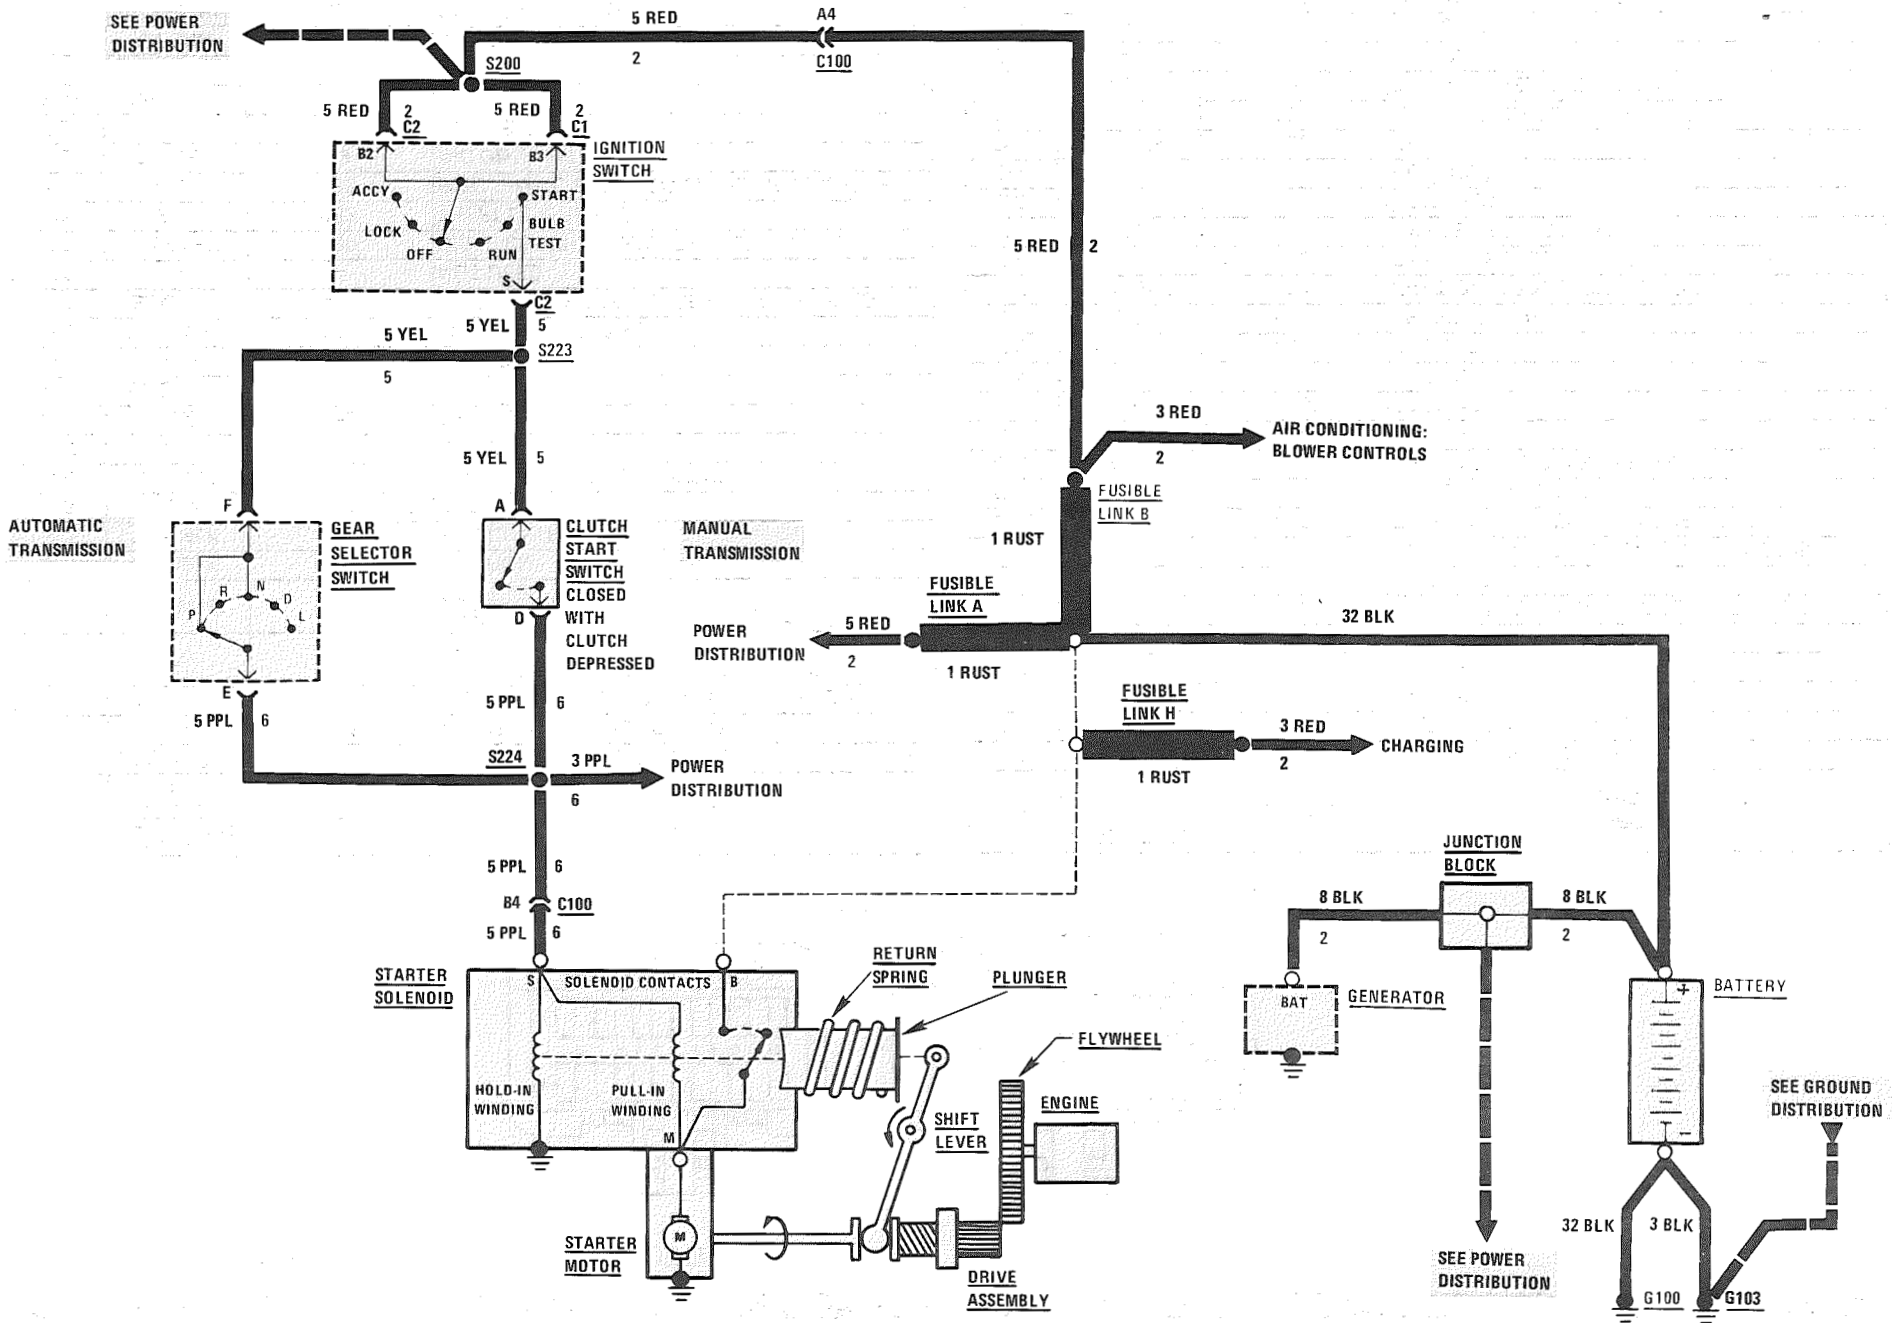 SEE POWER
DISTRIBUTION
5 RED
2
A4
C100
S200
5 RED
2
C2
5 RED
2
C1
B2
B3
IGNITION
SWITCH
ACCY
LOCK
OFF
RUN
BULB
TEST
START
S
C2
5 YEL
5
S223
5 YEL
5
5 RED
2
5 YEL
5
3 RED
2
AIR CONDITIONING:
BLOWER CONTROLS
FUSIBLE
LINK B
1 RUST
AUTOMATIC
TRANSMISSION
F
GEAR
SELECTOR
SWITCH
P
R
N
D
L
E
A
CLUTCH
START
SWITCH
CLOSED
WITH
CLUTCH
DEPRESSED
D
MANUAL
TRANSMISSION
FUSIBLE
LINK A
1 RUST
5 RED
2
POWER
DISTRIBUTION
32 BLK
5 PPL
6
5 PPL
6
S224
3 PPL
6
POWER
DISTRIBUTION
FUSIBLE
LINK H
1 RUST
3 RED
2
CHARGING
5 PPL
6
B4
C100
5 PPL
6
JUNCTION
BLOCK
8 BLK
2
8 BLK
2
STARTER
SOLENOID
S
SOLENOID CONTACTS
B
HOLD-IN
WINDING
PULL-IN
WINDING
M
RETURN
SPRING
PLUNGER
FLYWHEEL
ENGINE
SHIFT
LEVER
DRIVE
ASSEMBLY
STARTER
MOTOR
M
BAT
GENERATOR
+
BATTERY
−
SEE GROUND
DISTRIBUTION
SEE POWER
DISTRIBUTION
32 BLK
3 BLK
G100
G103